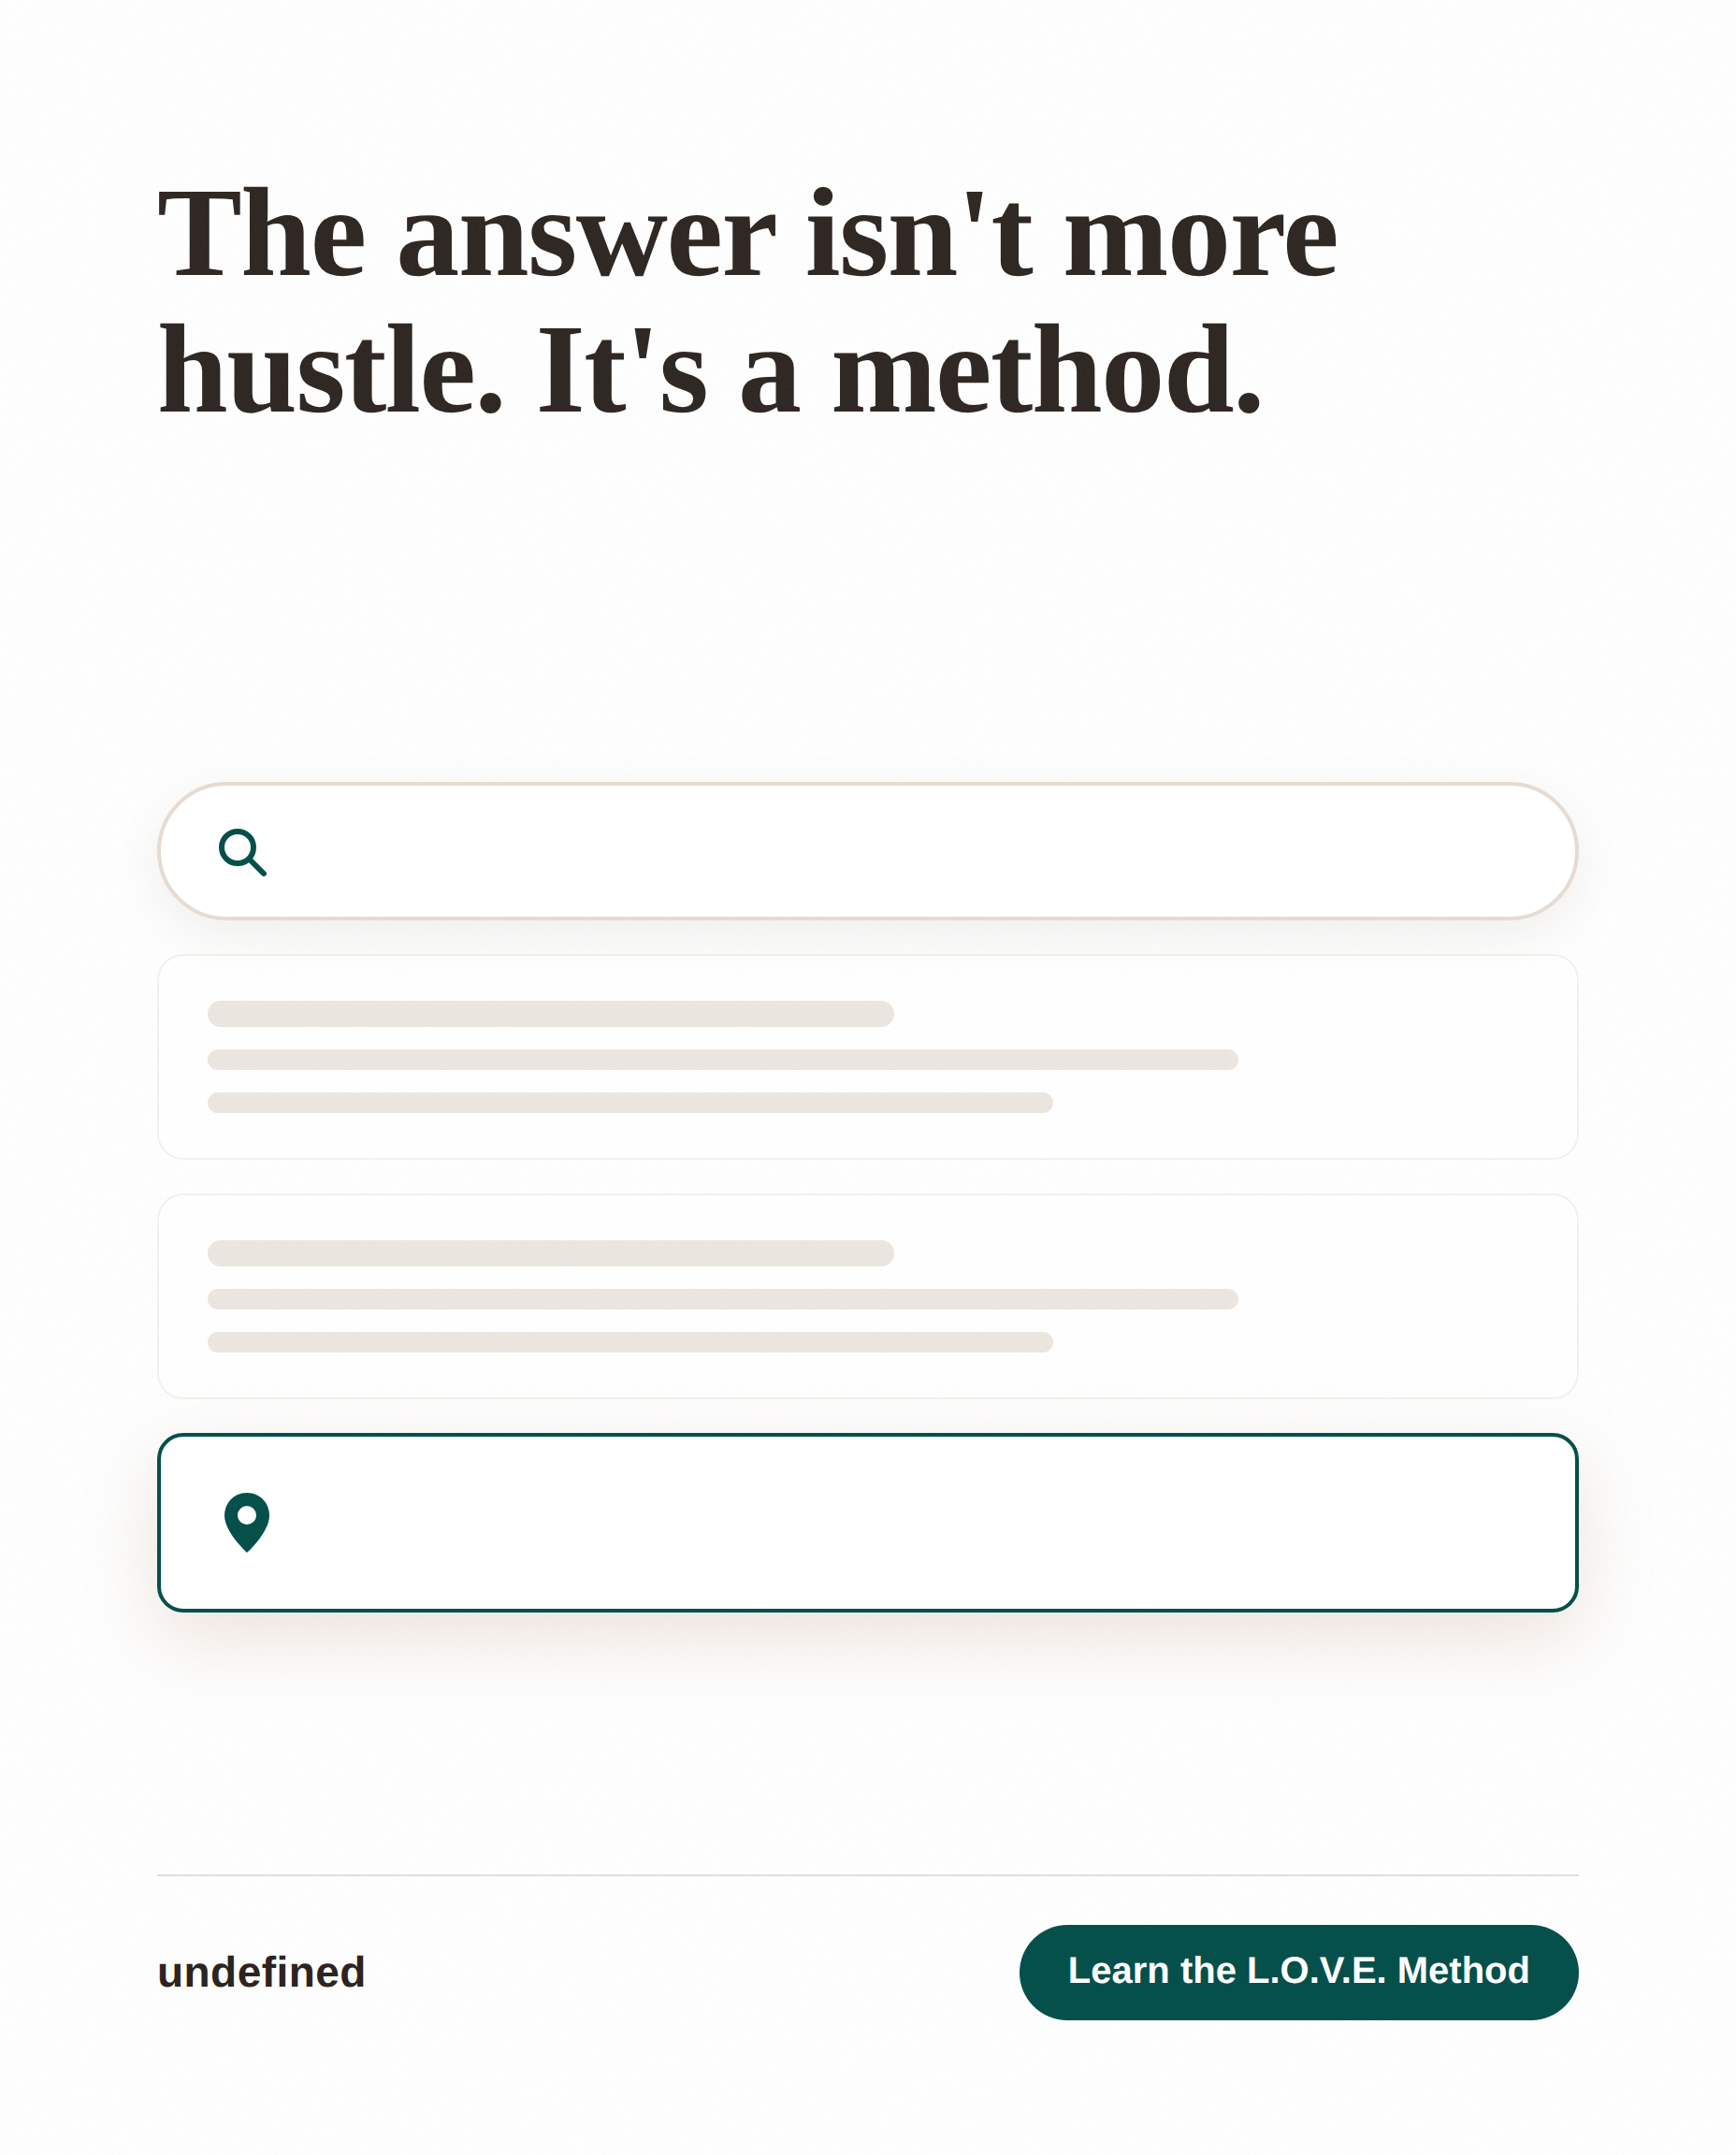 The answer isn't more
hustle. It's a method.
undefined
Learn the L.O.V.E. Method